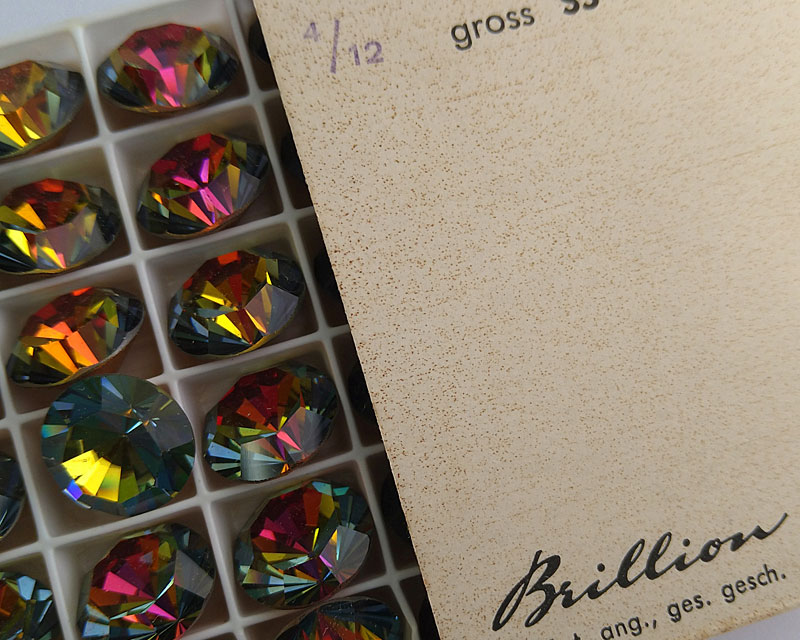 4/12
gross
Brillion
ang., ges. gesch.